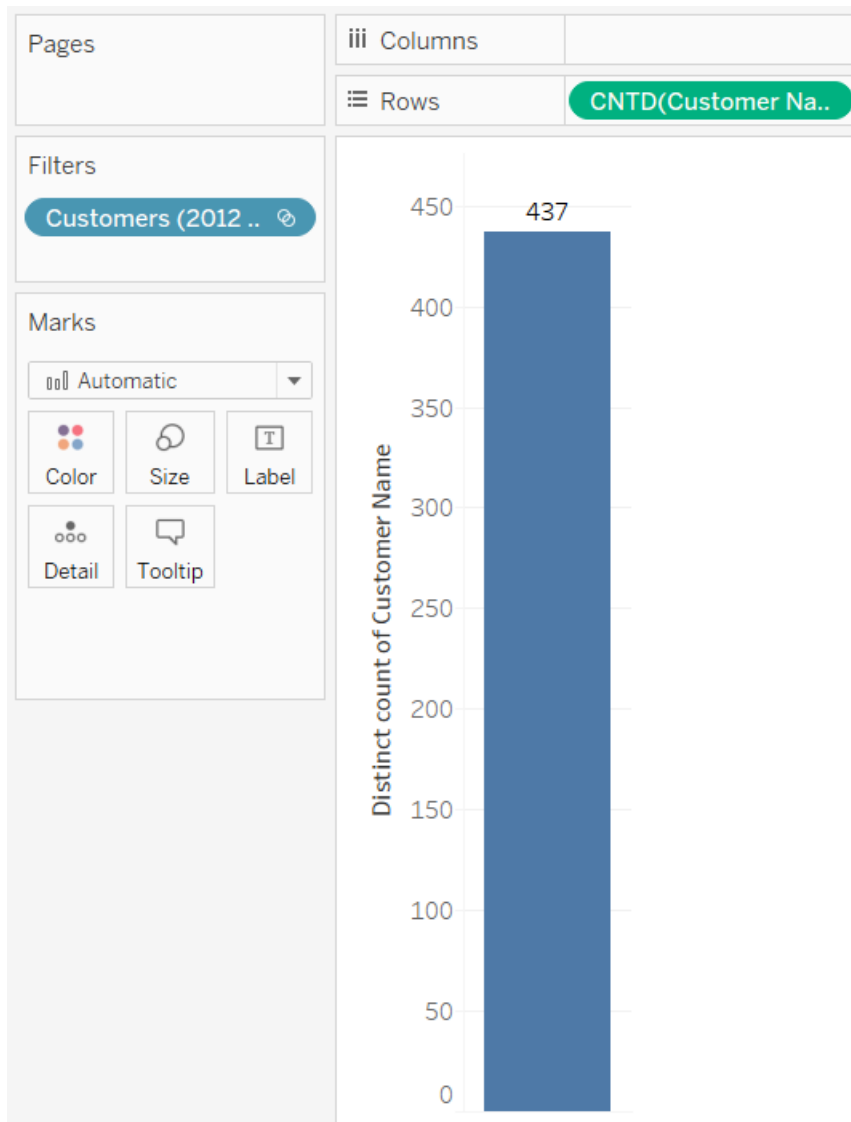 Pages
Columns
Rows
CNTD(Customer Na..
Filters
Customers (2012 ..
Marks
Automatic
Color
Size
T
Label
Detail
Tooltip
Distinct count of Customer Name
437
450
400
350
300
250
200
150
100
50
0